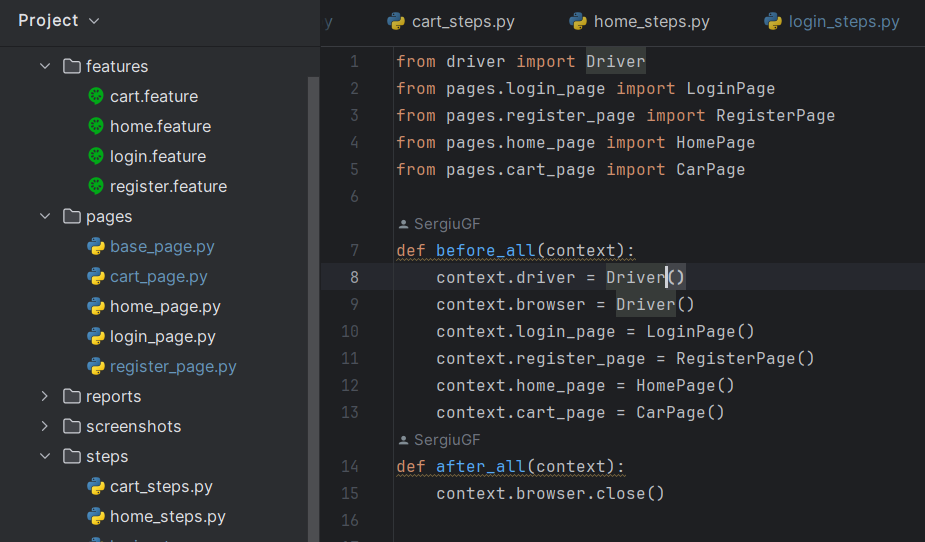 Project
features
cart.feature
home.feature
login.feature
register.feature
pages
base_page.py
cart_page.py
home_page.py
login_page.py
register_page.py
reports
screenshots
steps
cart_steps.py
home_steps.py
y cart_steps.py home_steps.py login_steps.py
1 from driver import Driver
2 from pages.login_page import LoginPage
3 from pages.register_page import RegisterPage
4 from pages.home_page import HomePage
5 from pages.cart_page import CarPage
6
SergiuGF
7 def before_all(context):
8 context.driver = Driver()
9 context.browser = Driver()
10 context.login_page = LoginPage()
11 context.register_page = RegisterPage()
12 context.home_page = HomePage()
13 context.cart_page = CarPage()
SergiuGF
14 def after_all(context):
15 context.browser.close()
16